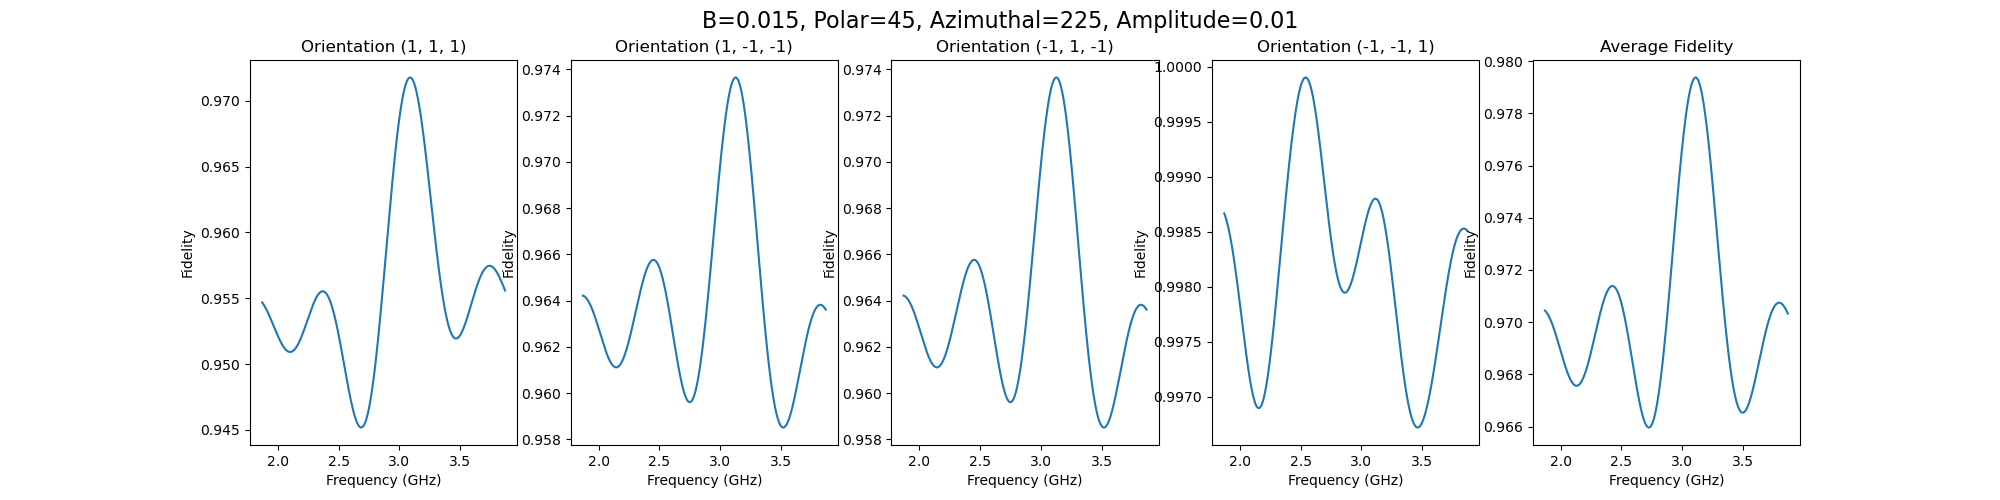 B=0.015, Polar=45, Azimuthal=225, Amplitude=0.01
Orientation (1, 1, 1)
0.970
0.965
0.960
0.955
0.950
0.945
Fidelity
2.0 2.5 3.0 3.5
Frequency (GHz)
Orientation (1, -1, -1)
0.974
0.972
0.970
0.968
0.966
0.964
0.962
0.960
0.958
Fidelity
2.0 2.5 3.0 3.5
Frequency (GHz)
Orientation (-1, 1, -1)
0.974
0.972
0.970
0.968
0.966
0.964
0.962
0.960
0.958
Fidelity
2.0 2.5 3.0 3.5
Frequency (GHz)
Orientation (-1, -1, 1)
1.0000
0.9995
0.9990
0.9985
0.9980
0.9975
0.9970
Fidelity
2.0 2.5 3.0 3.5
Frequency (GHz)
Average Fidelity
0.980
0.978
0.976
0.974
0.972
0.970
0.968
0.966
Fidelity
2.0 2.5 3.0 3.5
Frequency (GHz)